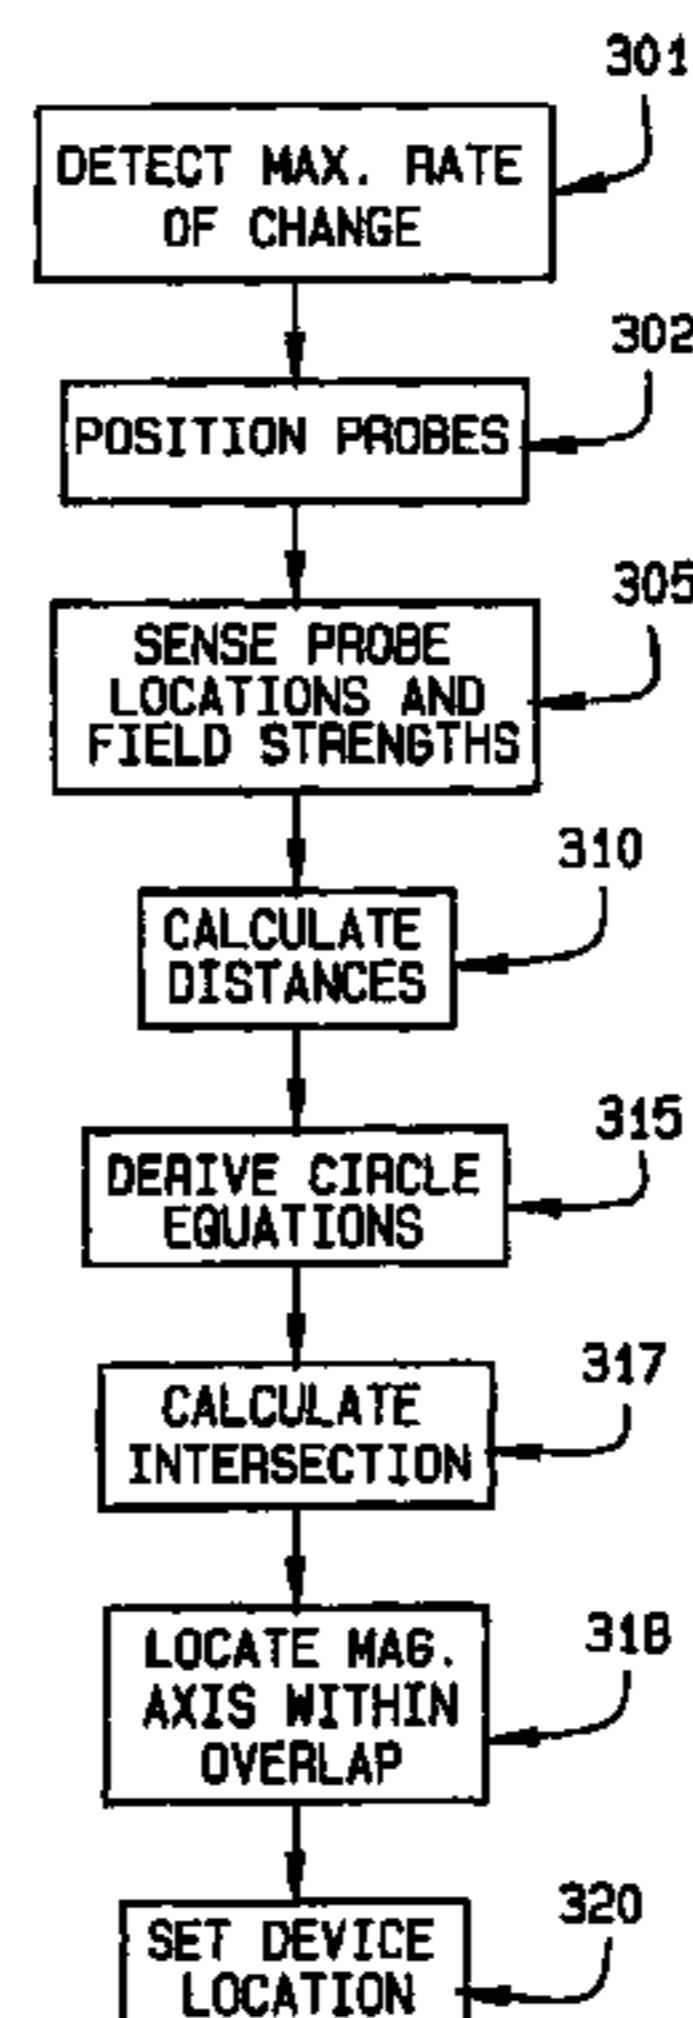 301
DETECT MAX. RATE
OF CHANGE
302
POSITION PROBES
305
SENSE PROBE
LOCATIONS AND
FIELD STRENGTHS
310
CALCULATE
DISTANCES
315
DERIVE CIRCLE
EQUATIONS
317
CALCULATE
INTERSECTION
318
LOCATE MAG.
AXIS WITHIN
OVERLAP
320
SET DEVICE
LOCATION